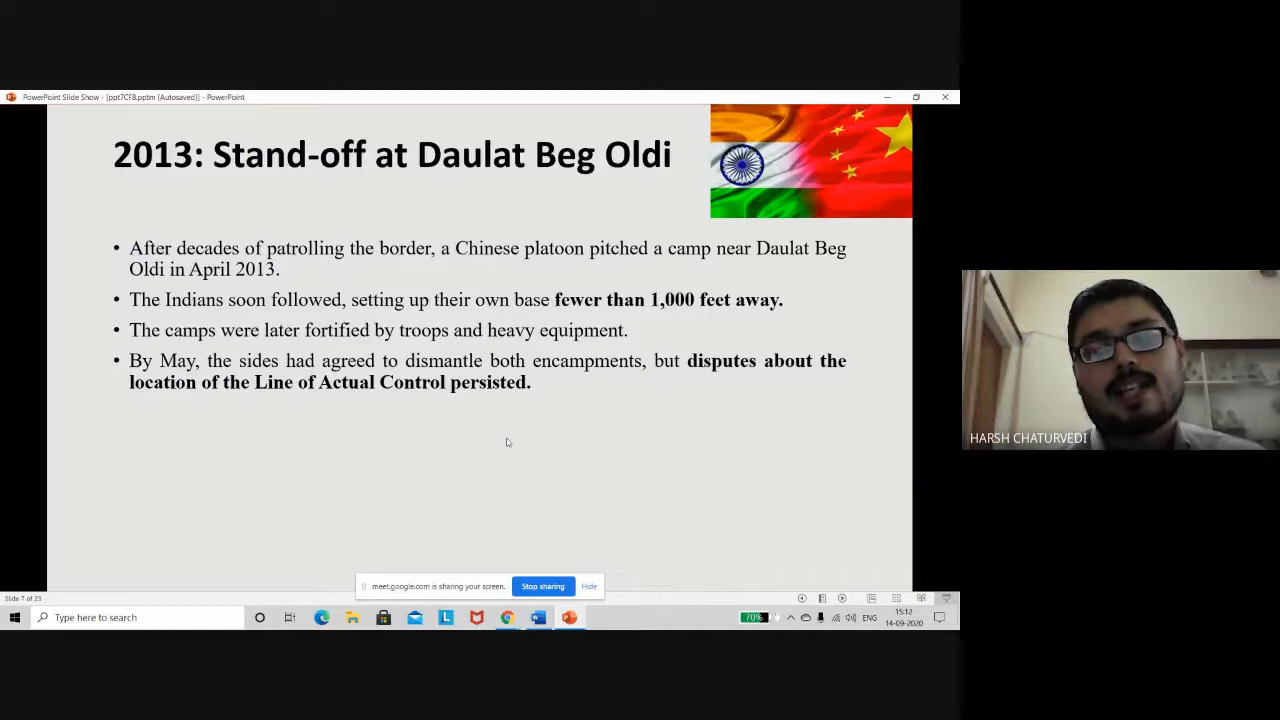 PowerPoint Slide Show - [ppt7CF8.pptm [Autosaved]] - PowerPoint
2013: Stand-off at Daulat Beg Oldi
• After decades of patrolling the border, a Chinese platoon pitched a camp near Daulat Beg
Oldi in April 2013.
• The Indians soon followed, setting up their own base fewer than 1,000 feet away.
• The camps were later fortified by troops and heavy equipment.
• By May, the sides had agreed to dismantle both encampments, but disputes about the
location of the Line of Actual Control persisted.
HARSH CHATURVEDI
meet.google.com is sharing your screen.
Stop sharing
Hide
Slide 7 of 23
Type here to search
70%
ENG
15:12
14-09-2020